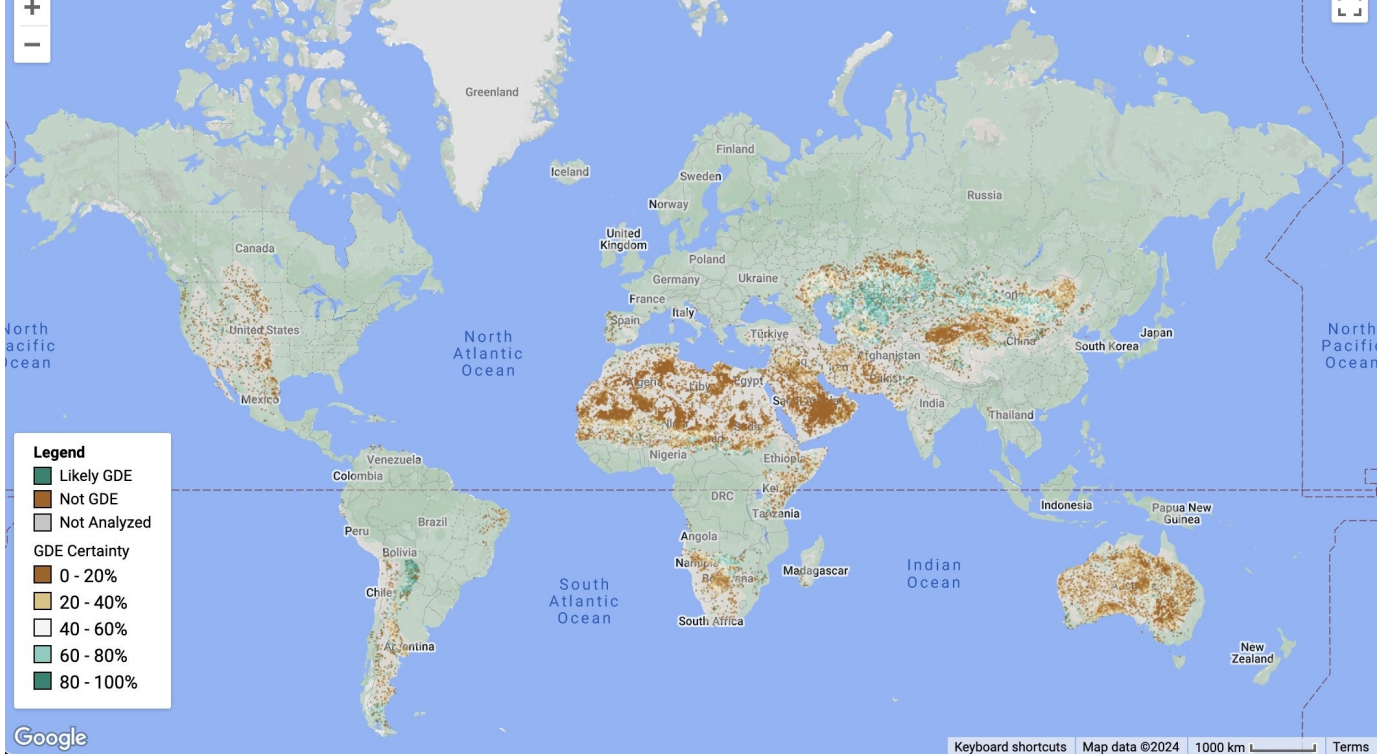 +
−
Greenland
Iceland
Finland
Sweden
Norway
Russia
United
Kingdom
Canada
Poland
Germany
Ukraine
France
Italy
Spain
Türkiye
North
Atlantic
Ocean
United States
Mexico
North
Pacific
Ocean
Japan
South Korea
China
Afghanistan
Algeria
Egypt
India
Thailand
Nigeria
Ethiopia
Venezuela
Colombia
DRC
Tanzania
Indonesia
Papua New
Guinea
Brazil
Peru
Bolivia
Angola
Madagascar
Indian
Ocean
Chile
South
Atlantic
Ocean
South Africa
Argentina
New
Zealand
Legend
Likely GDE
Not GDE
Not Analyzed
GDE Certainty
0 - 20%
20 - 40%
40 - 60%
60 - 80%
80 - 100%
Google
Keyboard shortcuts
Map data ©2024
1000 km
Terms